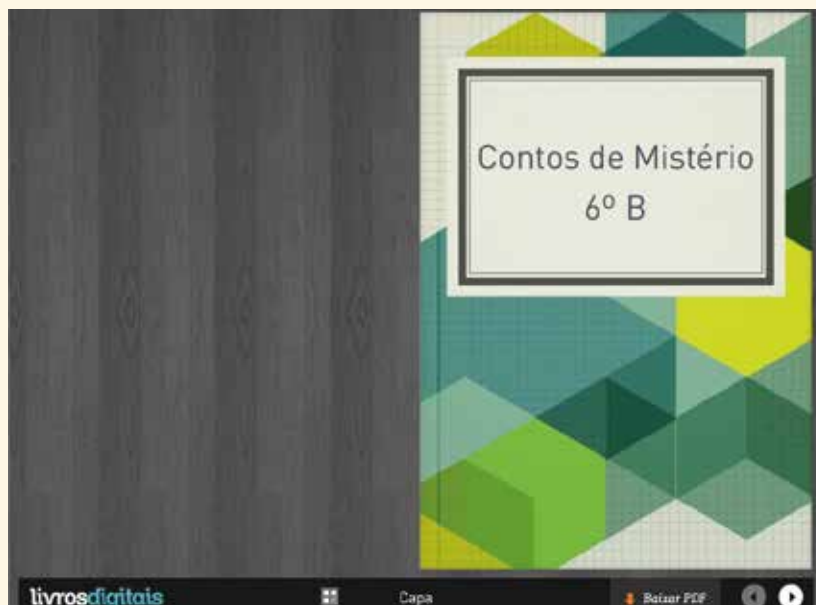 Contos de Mistério
6º B
livrosdigitais
Capa
Baixar PDF